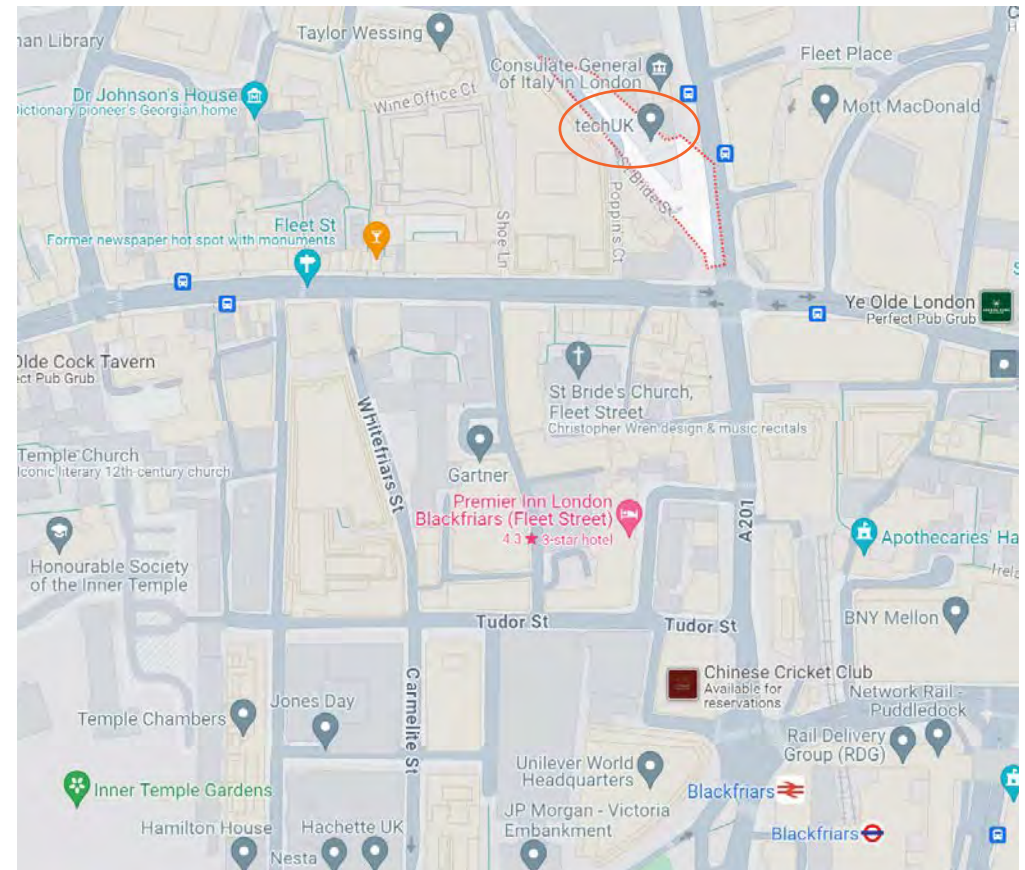 Taylor Wessing
Library
Consulate General
of Italy in London
Fleet Place
Dr Johnson's House
Dictionary pioneer's Georgian home
Wine Office Ct
techUK
Mott MacDonald
St Bride St
Poppin's Ct
Shoe Ln
Fleet St
Former newspaper hot spot with monuments
Ye Olde London
Perfect Pub Grub
Olde Cock Tavern
Pub Grub
St Bride's Church,
Fleet Street
Christopher Wren design & music recitals
Whitefriars St
Temple Church
Iconic literary 12th-century church
Gartner
Premier Inn London
Blackfriars (Fleet Street)
4.3 ★ 3-star hotel
A201
Apothecaries'
Honourable Society
of the Inner Temple
Tudor St
Tudor St
BNY Mellon
Chinese Cricket Club
Available for
reservations
Carmelite St
Network Rail -
Puddledock
Jones Day
Temple Chambers
Rail Delivery
Group (RDG)
Unilever World
Headquarters
Blackfriars
Inner Temple Gardens
JP Morgan - Victoria
Embankment
Hamilton House
Hachette UK
Blackfriars
Nesta